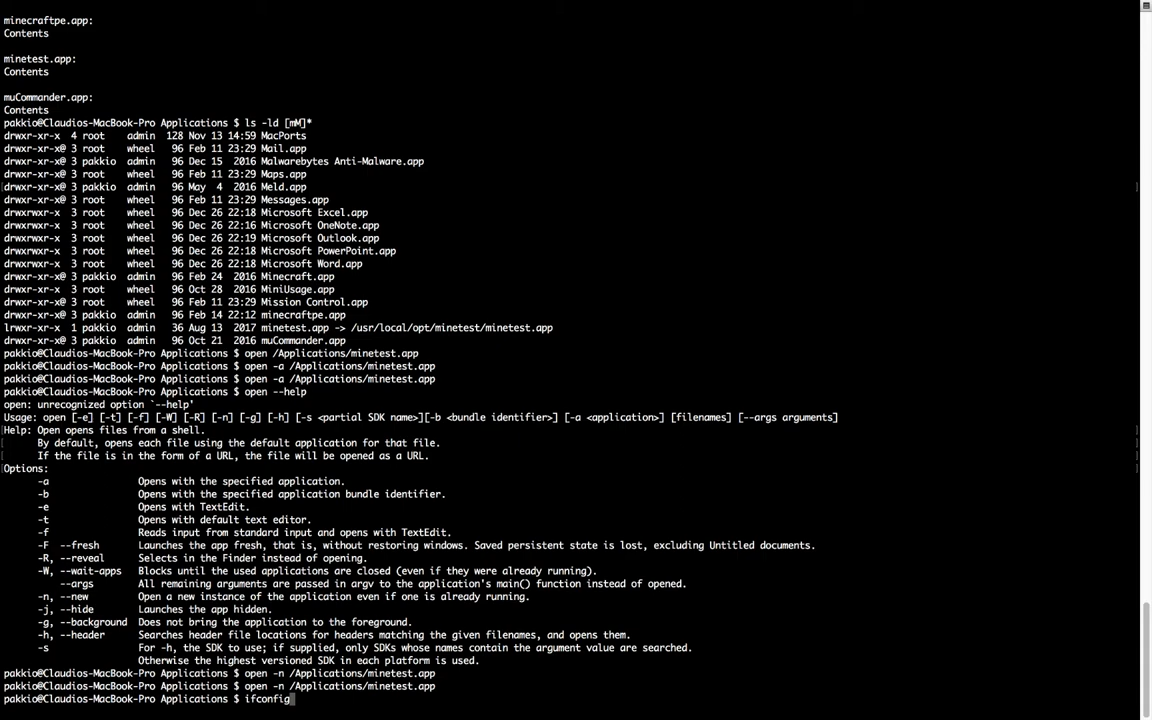 minecraftpe.app:
Contents

minetest.app:
Contents

muCommander.app:
Contents
pakkio@Claudios-MacBook-Pro Applications $ ls -ld [mM]*
drwxr-xr-x  4 root    admin  128 Nov 13 14:59 MacPorts
drwxr-xr-x@ 3 root    wheel   96 Feb 11 23:29 Mail.app
drwxr-xr-x@ 3 pakkio  admin   96 Dec 15  2016 Malwarebytes Anti-Malware.app
drwxr-xr-x@ 3 root    wheel   96 Feb 11 23:29 Maps.app
drwxr-xr-x@ 3 pakkio  admin   96 May  4  2016 Meld.app
drwxr-xr-x@ 3 root    wheel   96 Feb 11 23:29 Messages.app
drwxrwxr-x  3 root    wheel   96 Dec 26 22:18 Microsoft Excel.app
drwxrwxr-x  3 root    wheel   96 Dec 26 22:16 Microsoft OneNote.app
drwxrwxr-x  3 root    wheel   96 Dec 26 22:19 Microsoft Outlook.app
drwxrwxr-x  3 root    wheel   96 Dec 26 22:18 Microsoft PowerPoint.app
drwxrwxr-x  3 root    wheel   96 Dec 26 22:18 Microsoft Word.app
drwxr-xr-x@ 3 pakkio  admin   96 Feb 24  2016 Minecraft.app
drwxr-xr-x@ 3 root    wheel   96 Oct 28  2016 MiniUsage.app
drwxr-xr-x@ 3 root    wheel   96 Feb 11 23:29 Mission Control.app
drwxr-xr-x@ 3 pakkio  admin   96 Feb 14 22:12 minecraftpe.app
lrwxr-xr-x  1 pakkio  admin   36 Aug 13  2017 minetest.app -> /usr/local/opt/minetest/minetest.app
drwxr-xr-x@ 3 pakkio  admin   96 Oct 21  2016 muCommander.app
pakkio@Claudios-MacBook-Pro Applications $ open /Applications/minetest.app
pakkio@Claudios-MacBook-Pro Applications $ open -a /Applications/minetest.app
pakkio@Claudios-MacBook-Pro Applications $ open -a /Applications/minetest.app
pakkio@Claudios-MacBook-Pro Applications $ open --help
open: unrecognized option `--help'
Usage: open [-e] [-t] [-f] [-W] [-R] [-n] [-g] [-h] [-s <partial SDK name>][-b <bundle identifier>] [-a <application>] [filenames] [--args arguments]
Help: Open opens files from a shell.
By default, opens each file using the default application for that file.
If the file is in the form of a URL, the file will be opened as a URL.
Options:
-a                Opens with the specified application.
-b                Opens with the specified application bundle identifier.
-e                Opens with TextEdit.
-t                Opens with default text editor.
-f                Reads input from standard input and opens with TextEdit.
-F  --fresh       Launches the app fresh, that is, without restoring windows. Saved persistent state is lost, excluding Untitled documents.
-R, --reveal      Selects in the Finder instead of opening.
-W, --wait-apps   Blocks until the used applications are closed (even if they were already running).
--args        All remaining arguments are passed in argv to the application's main() function instead of opened.
-n, --new         Open a new instance of the application even if one is already running.
-j, --hide        Launches the app hidden.
-g, --background  Does not bring the application to the foreground.
-h, --header      Searches header file locations for headers matching the given filenames, and opens them.
-s                For -h, the SDK to use; if supplied, only SDKs whose names contain the argument value are searched.
Otherwise the highest versioned SDK in each platform is used.
pakkio@Claudios-MacBook-Pro Applications $ open -n /Applications/minetest.app
pakkio@Claudios-MacBook-Pro Applications $ open -n /Applications/minetest.app
pakkio@Claudios-MacBook-Pro Applications $ ifconfig